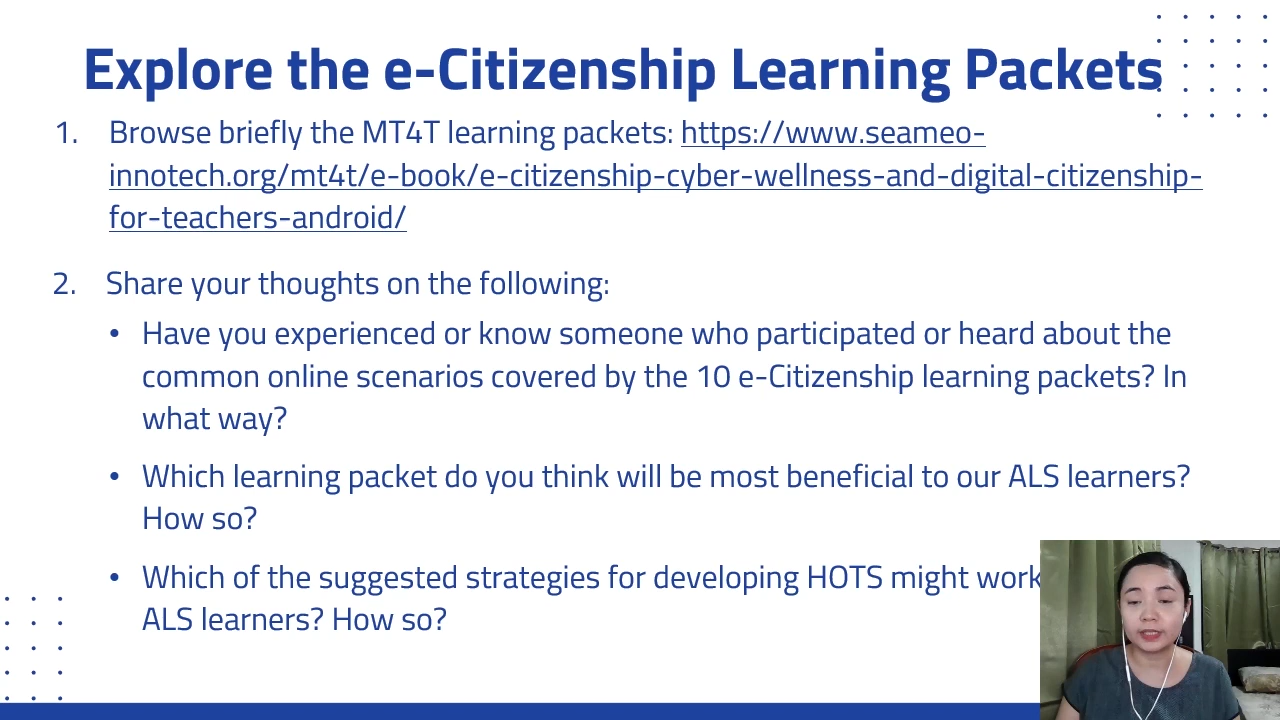 Explore the e-Citizenship Learning Packets
1. Browse briefly the MT4T learning packets: https://www.seameo-
innotech.org/mt4t/e-book/e-citizenship-cyber-wellness-and-digital-citizenship-
for-teachers-android/
2. Share your thoughts on the following:
• Have you experienced or know someone who participated or heard about the
common online scenarios covered by the 10 e-Citizenship learning packets? In
what way?
• Which learning packet do you think will be most beneficial to our ALS learners?
How so?
• Which of the suggested strategies for developing HOTS might work
ALS learners? How so?